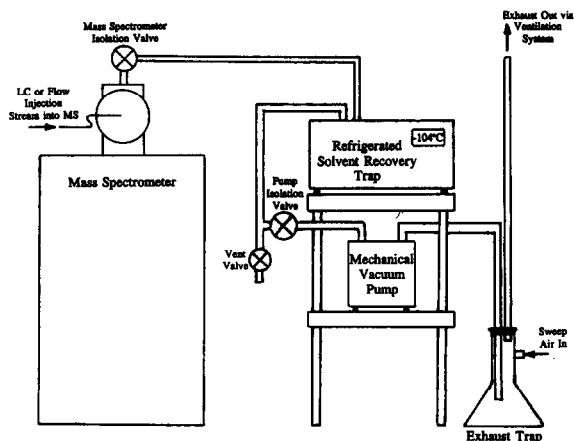 Mass Spectrometer
Isolation Valve
Exhaust Out via
Ventilation
System
LC or Flow
Injection
Stream into MS
Mass Spectrometer
-104°C
Refrigerated
Solvent Recovery
Trap
Pump
Isolation
Valve
Vent
Valve
Mechanical
Vacuum
Pump
Sweep
Air In
Exhaust Trap